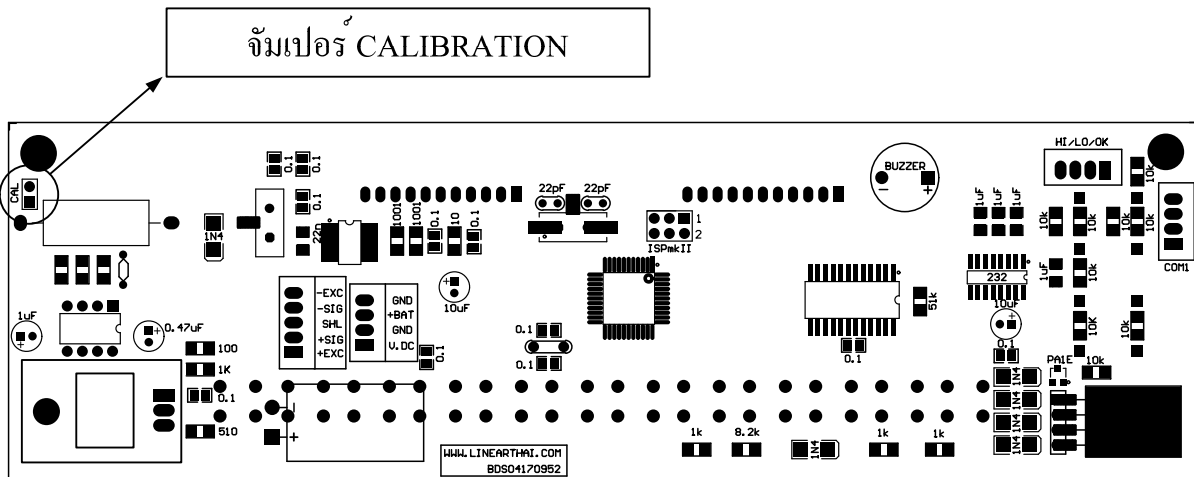 จัมเปอร์ CALIBRATION
CAL
0.1
0.1
0.1
1N4
22n
1001
1001
0.1
10
0.1
22pF 22pF
1
2
ISPmkII
BUZZER
- +
HI/LO/OK
10k
1uF
1uF
1uF
10k
10k
10k
10k
COM1
232
1uF
10k
10uF
51k
0.1
0.1
10K
10k
1uF
0.47uF
-EXC
-SIG
SHL
+SIG
+EXC
GND
+BAT
GND
V.DC
10uF
0.1
0.1
0.1
100
1K
0.1
510
-
+
PA1E
10k
1N4
1N4
1N4
1N4
1k
8.2k
1N4
1k
1k
WWW.LINEARTHAI.COM
BDS04170952